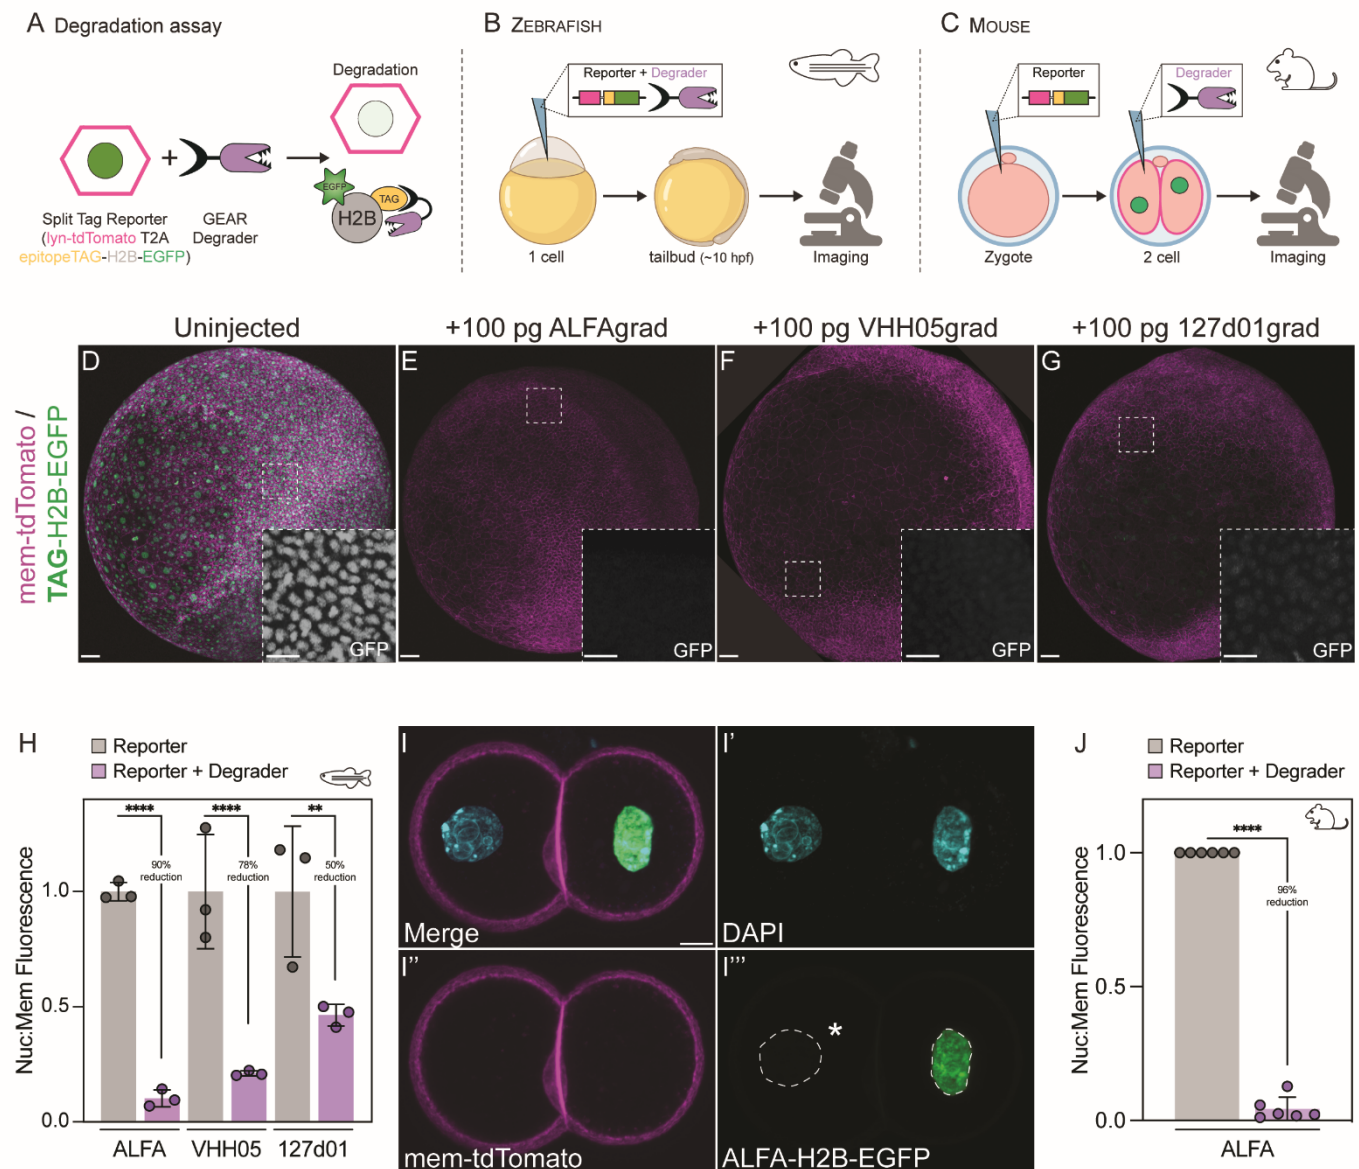 A Degradation assay
Degradation
EGFP
TAG
H2B
+
Split Tag Reporter
(lyn-tdTomato T2A
epitopeTAG-H2B-EGFP)
GEAR
Degrader
B ZEBRAFISH
Reporter + Degrader
1 cell
tailbud (~10 hpf)
Imaging
C MOUSE
Reporter
Degrader
Zygote
2 cell
Imaging
mem-tdTomato /
TAG-H2B-EGFP
Uninjected
D
GFP
+100 pg ALFAgrad
E
GFP
+100 pg VHH05grad
F
GFP
+100 pg 127d01grad
G
GFP
H
Reporter
Reporter + Degrader
Nuc:Mem Fluorescence
1.0
0.5
0.0
****
90%
reduction
****
78%
reduction
**
50%
reduction
ALFA
VHH05
127d01
I
Merge
I'
DAPI
I''
mem-tdTomato
I'''
*
ALFA-H2B-EGFP
J
Reporter
Reporter + Degrader
Nuc:Mem Fluorescence
1.0
0.5
0.0
****
96%
reduction
ALFA